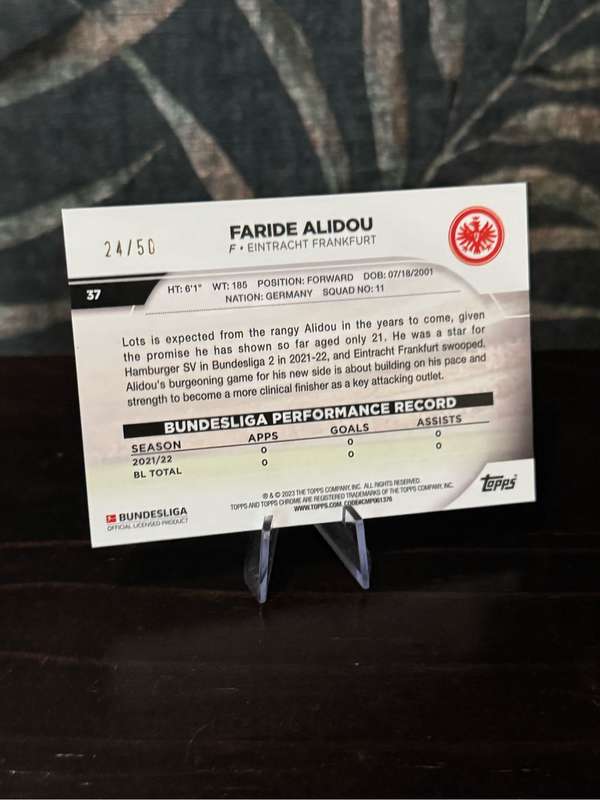 24/50
FARIDE ALIDOU
F • EINTRACHT FRANKFURT
37
HT: 6'1" WT: 185 POSITION: FORWARD DOB: 07/18/2001
NATION: GERMANY SQUAD NO: 11
Lots is expected from the rangy Alidou in the years to come, given
the promise he has shown so far aged only 21. He was a star for
Hamburger SV in Bundesliga 2 in 2021-22, and Eintracht Frankfurt swooped.
Alidou's burgeoning game for his new side is about building on his pace and
strength to become a more clinical finisher as a key attacking outlet.
BUNDESLIGA PERFORMANCE RECORD
SEASON APPS GOALS ASSISTS
2021/22 0 0 0
BL TOTAL 0 0 0
® & © 2023 THE TOPPS COMPANY, INC. ALL RIGHTS RESERVED.
TOPPS AND TOPPS CHROME ARE REGISTERED TRADEMARKS OF THE TOPPS COMPANY, INC.
WWW.TOPPS.COM. CODE#CMP061376
BUNDESLIGA
OFFICIAL LICENSED PRODUCT
Topps